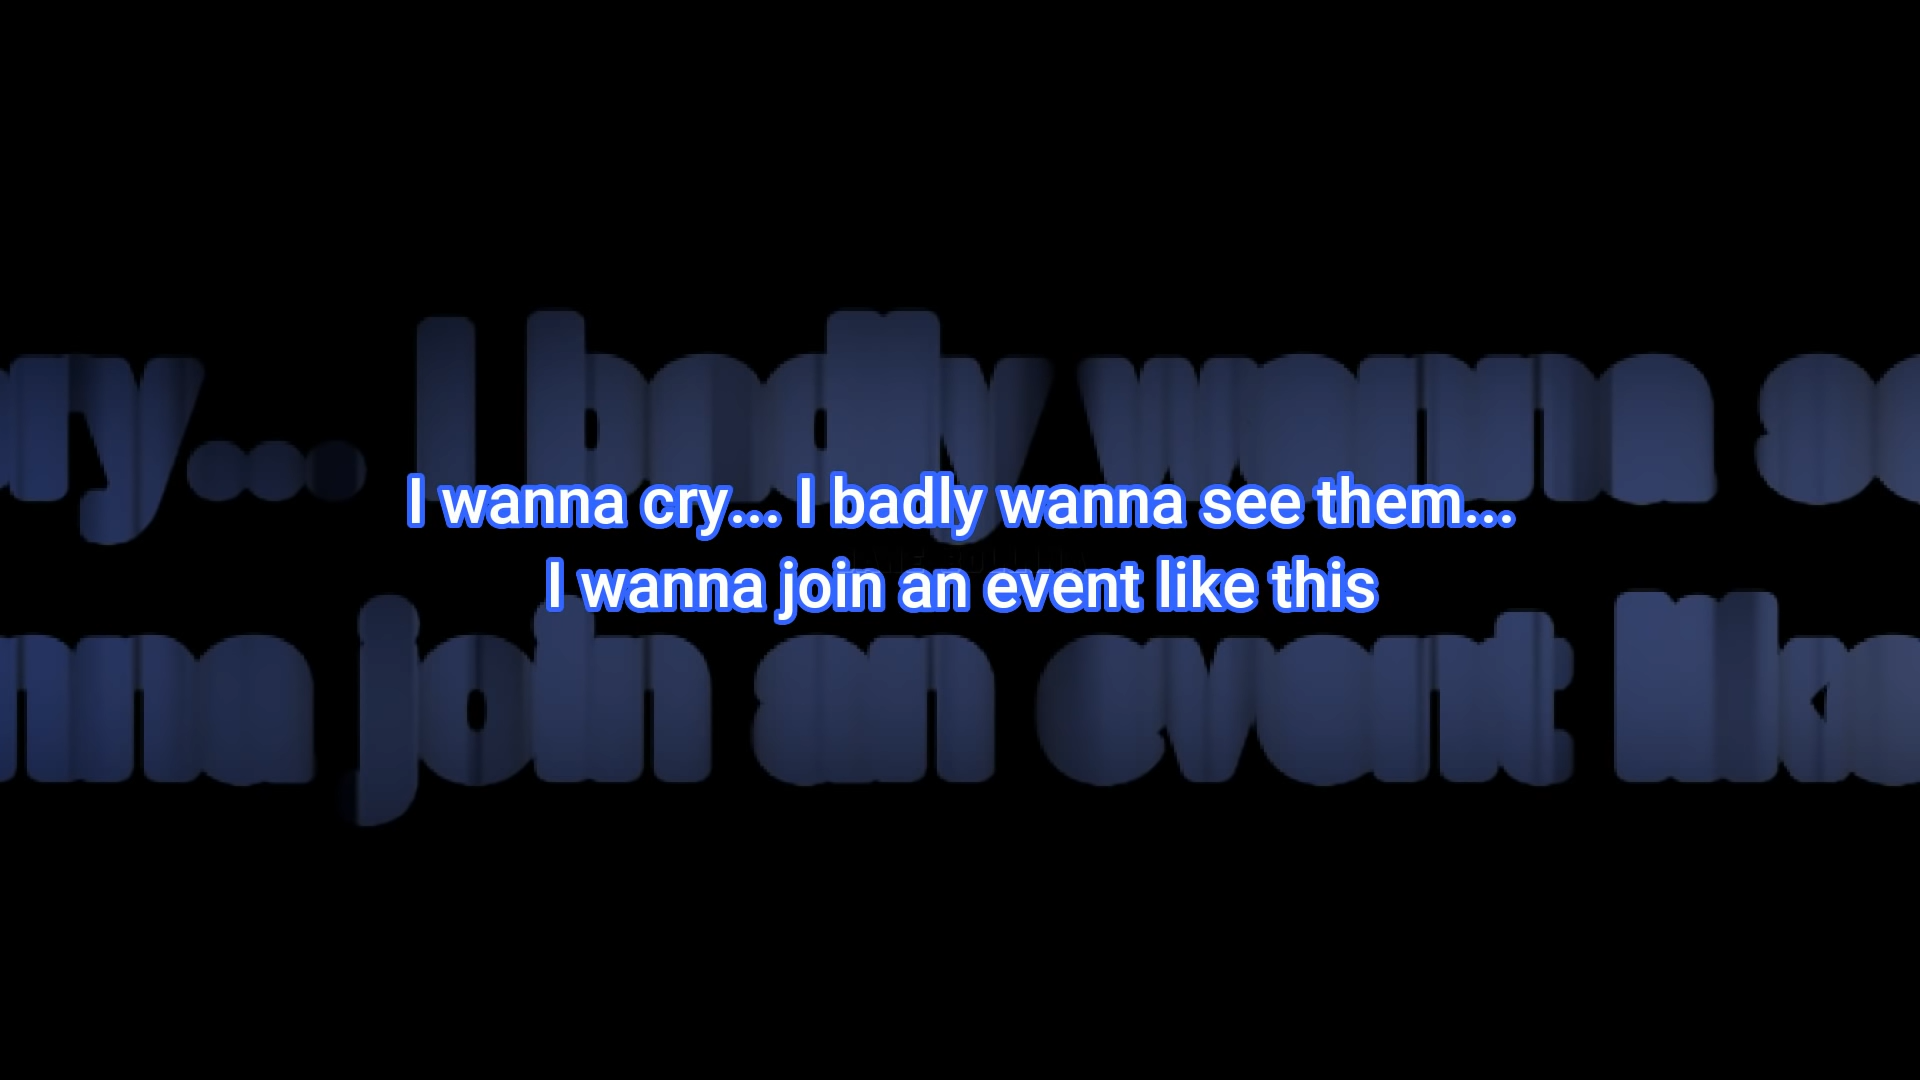 I wanna cry... I badly wanna see them...
I wanna join an event like this